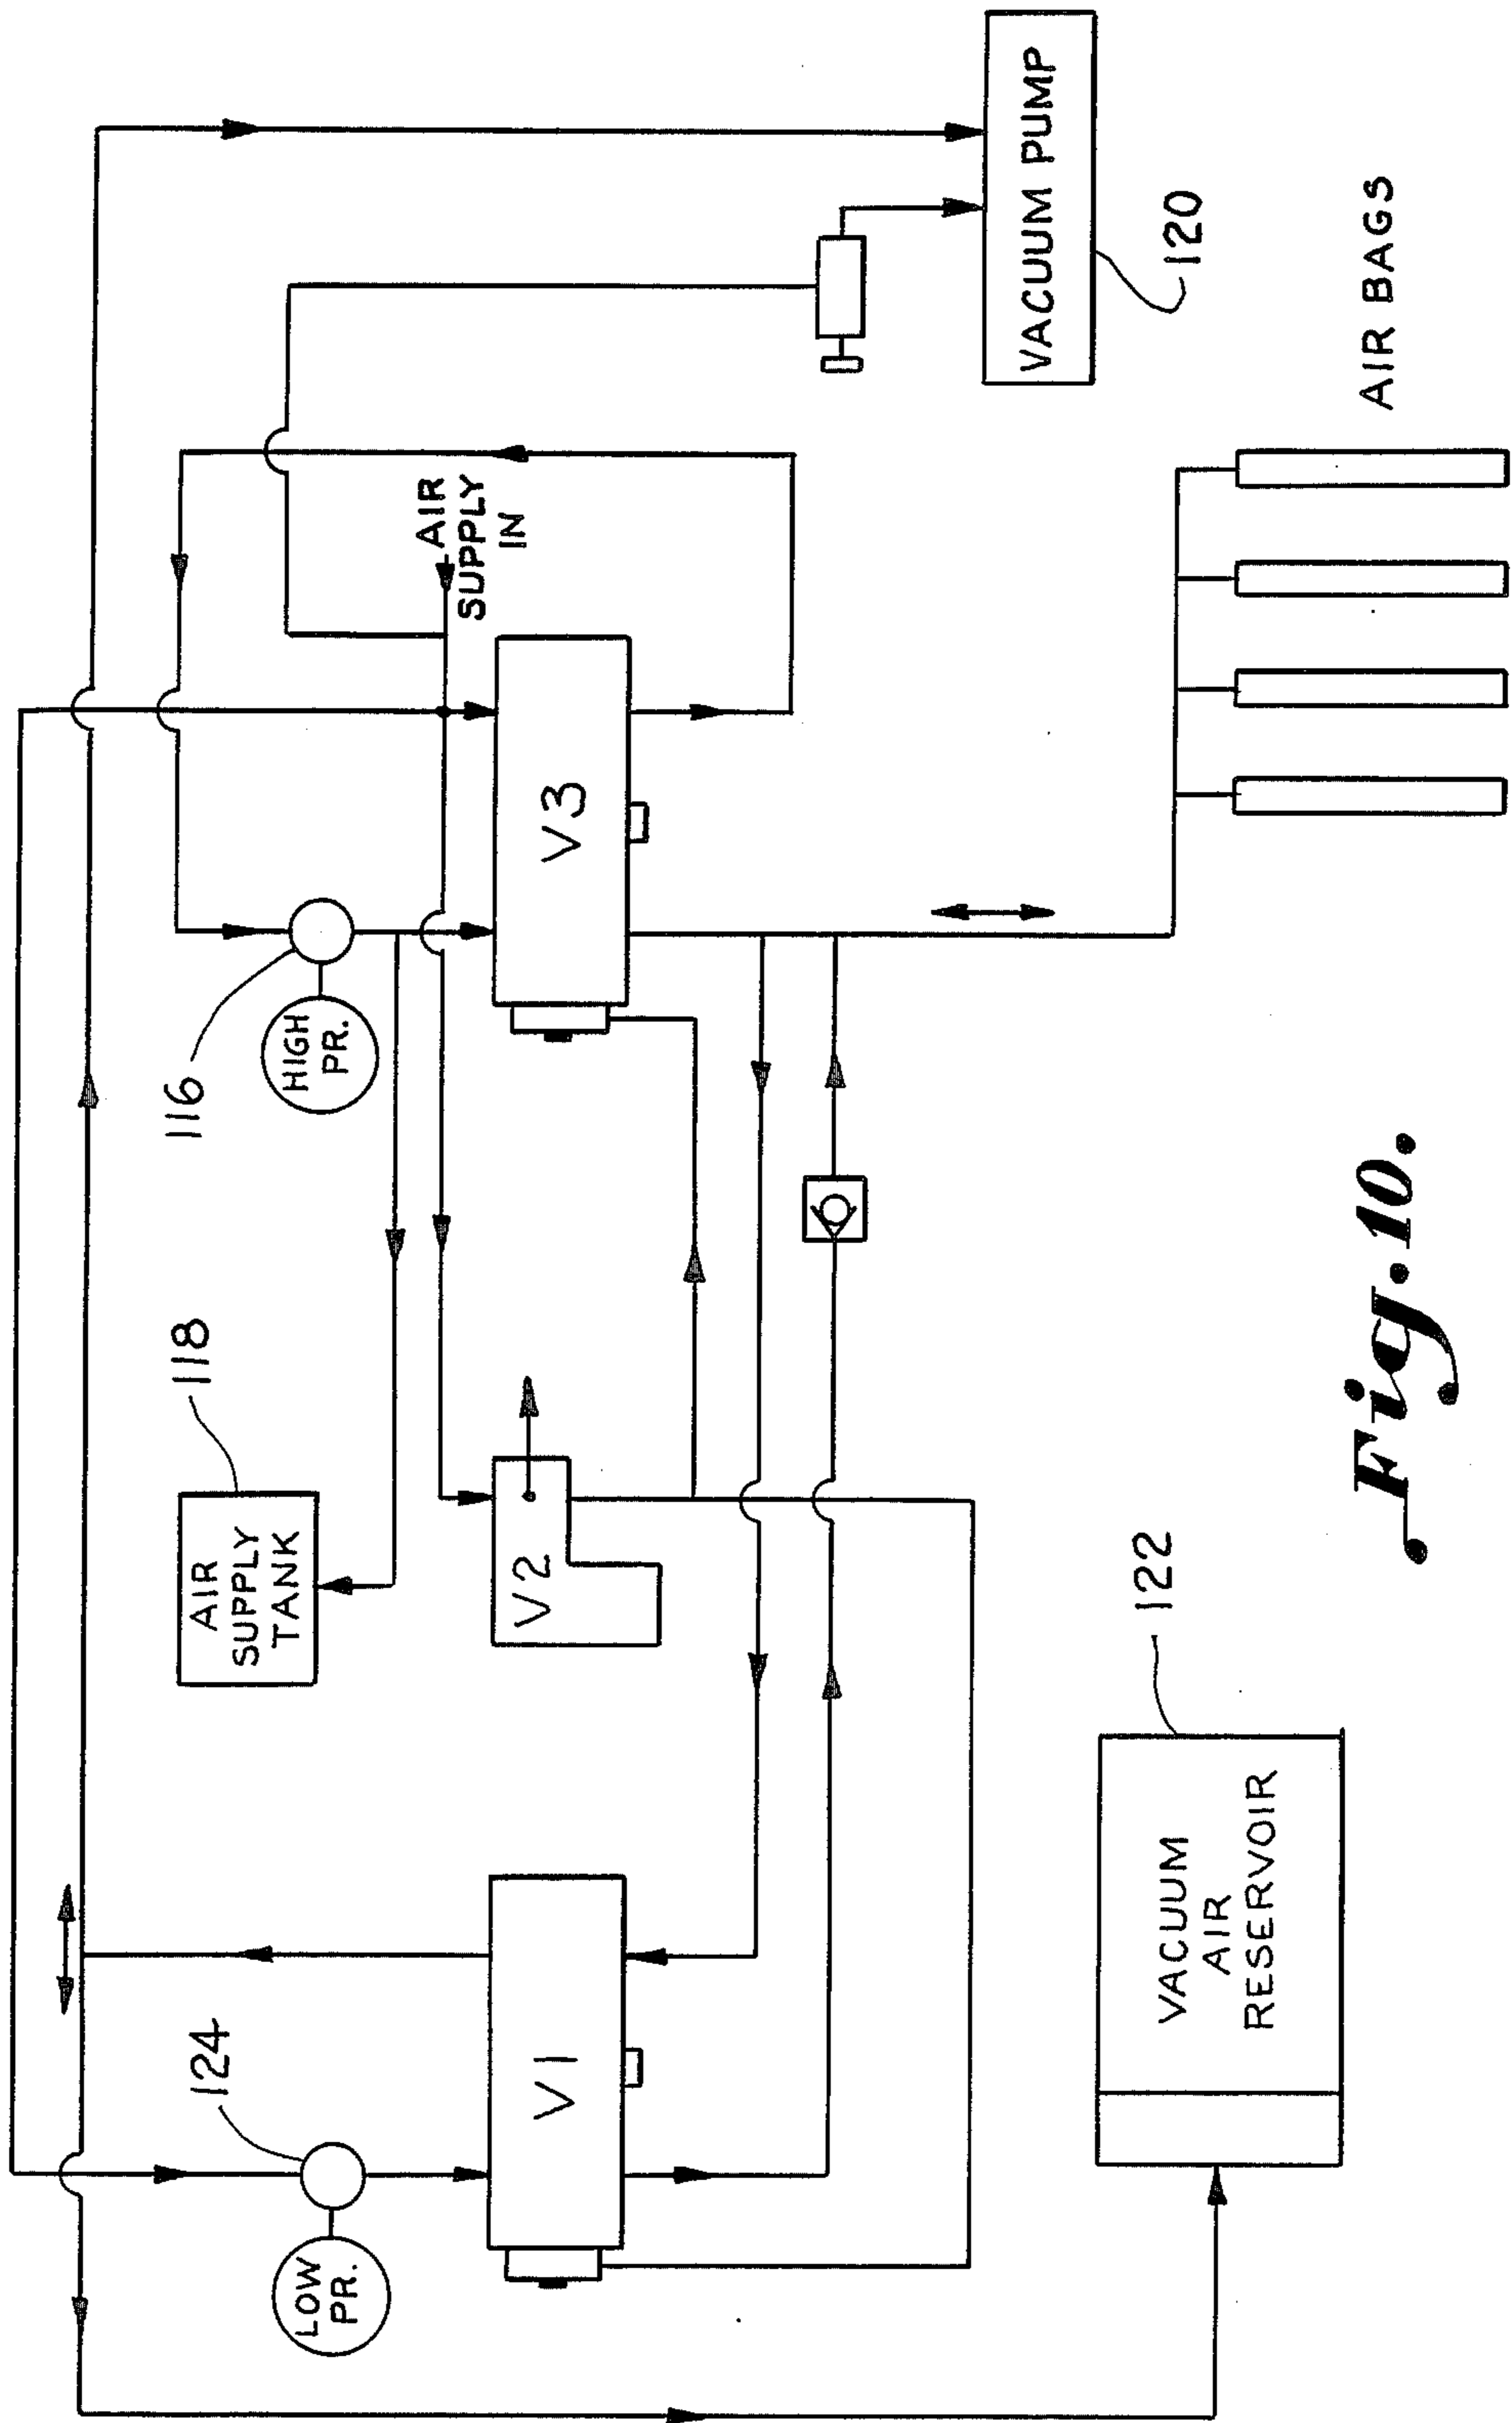 LOW
PR.
124
V1
VACUUM
AIR
RESERVOIR
122
AIR
SUPPLY
TANK
118
V2
HIGH
PR.
116
V3
AIR
SUPPLY
IN
VACUUM PUMP
120
AIR BAGS
Fig. 10.